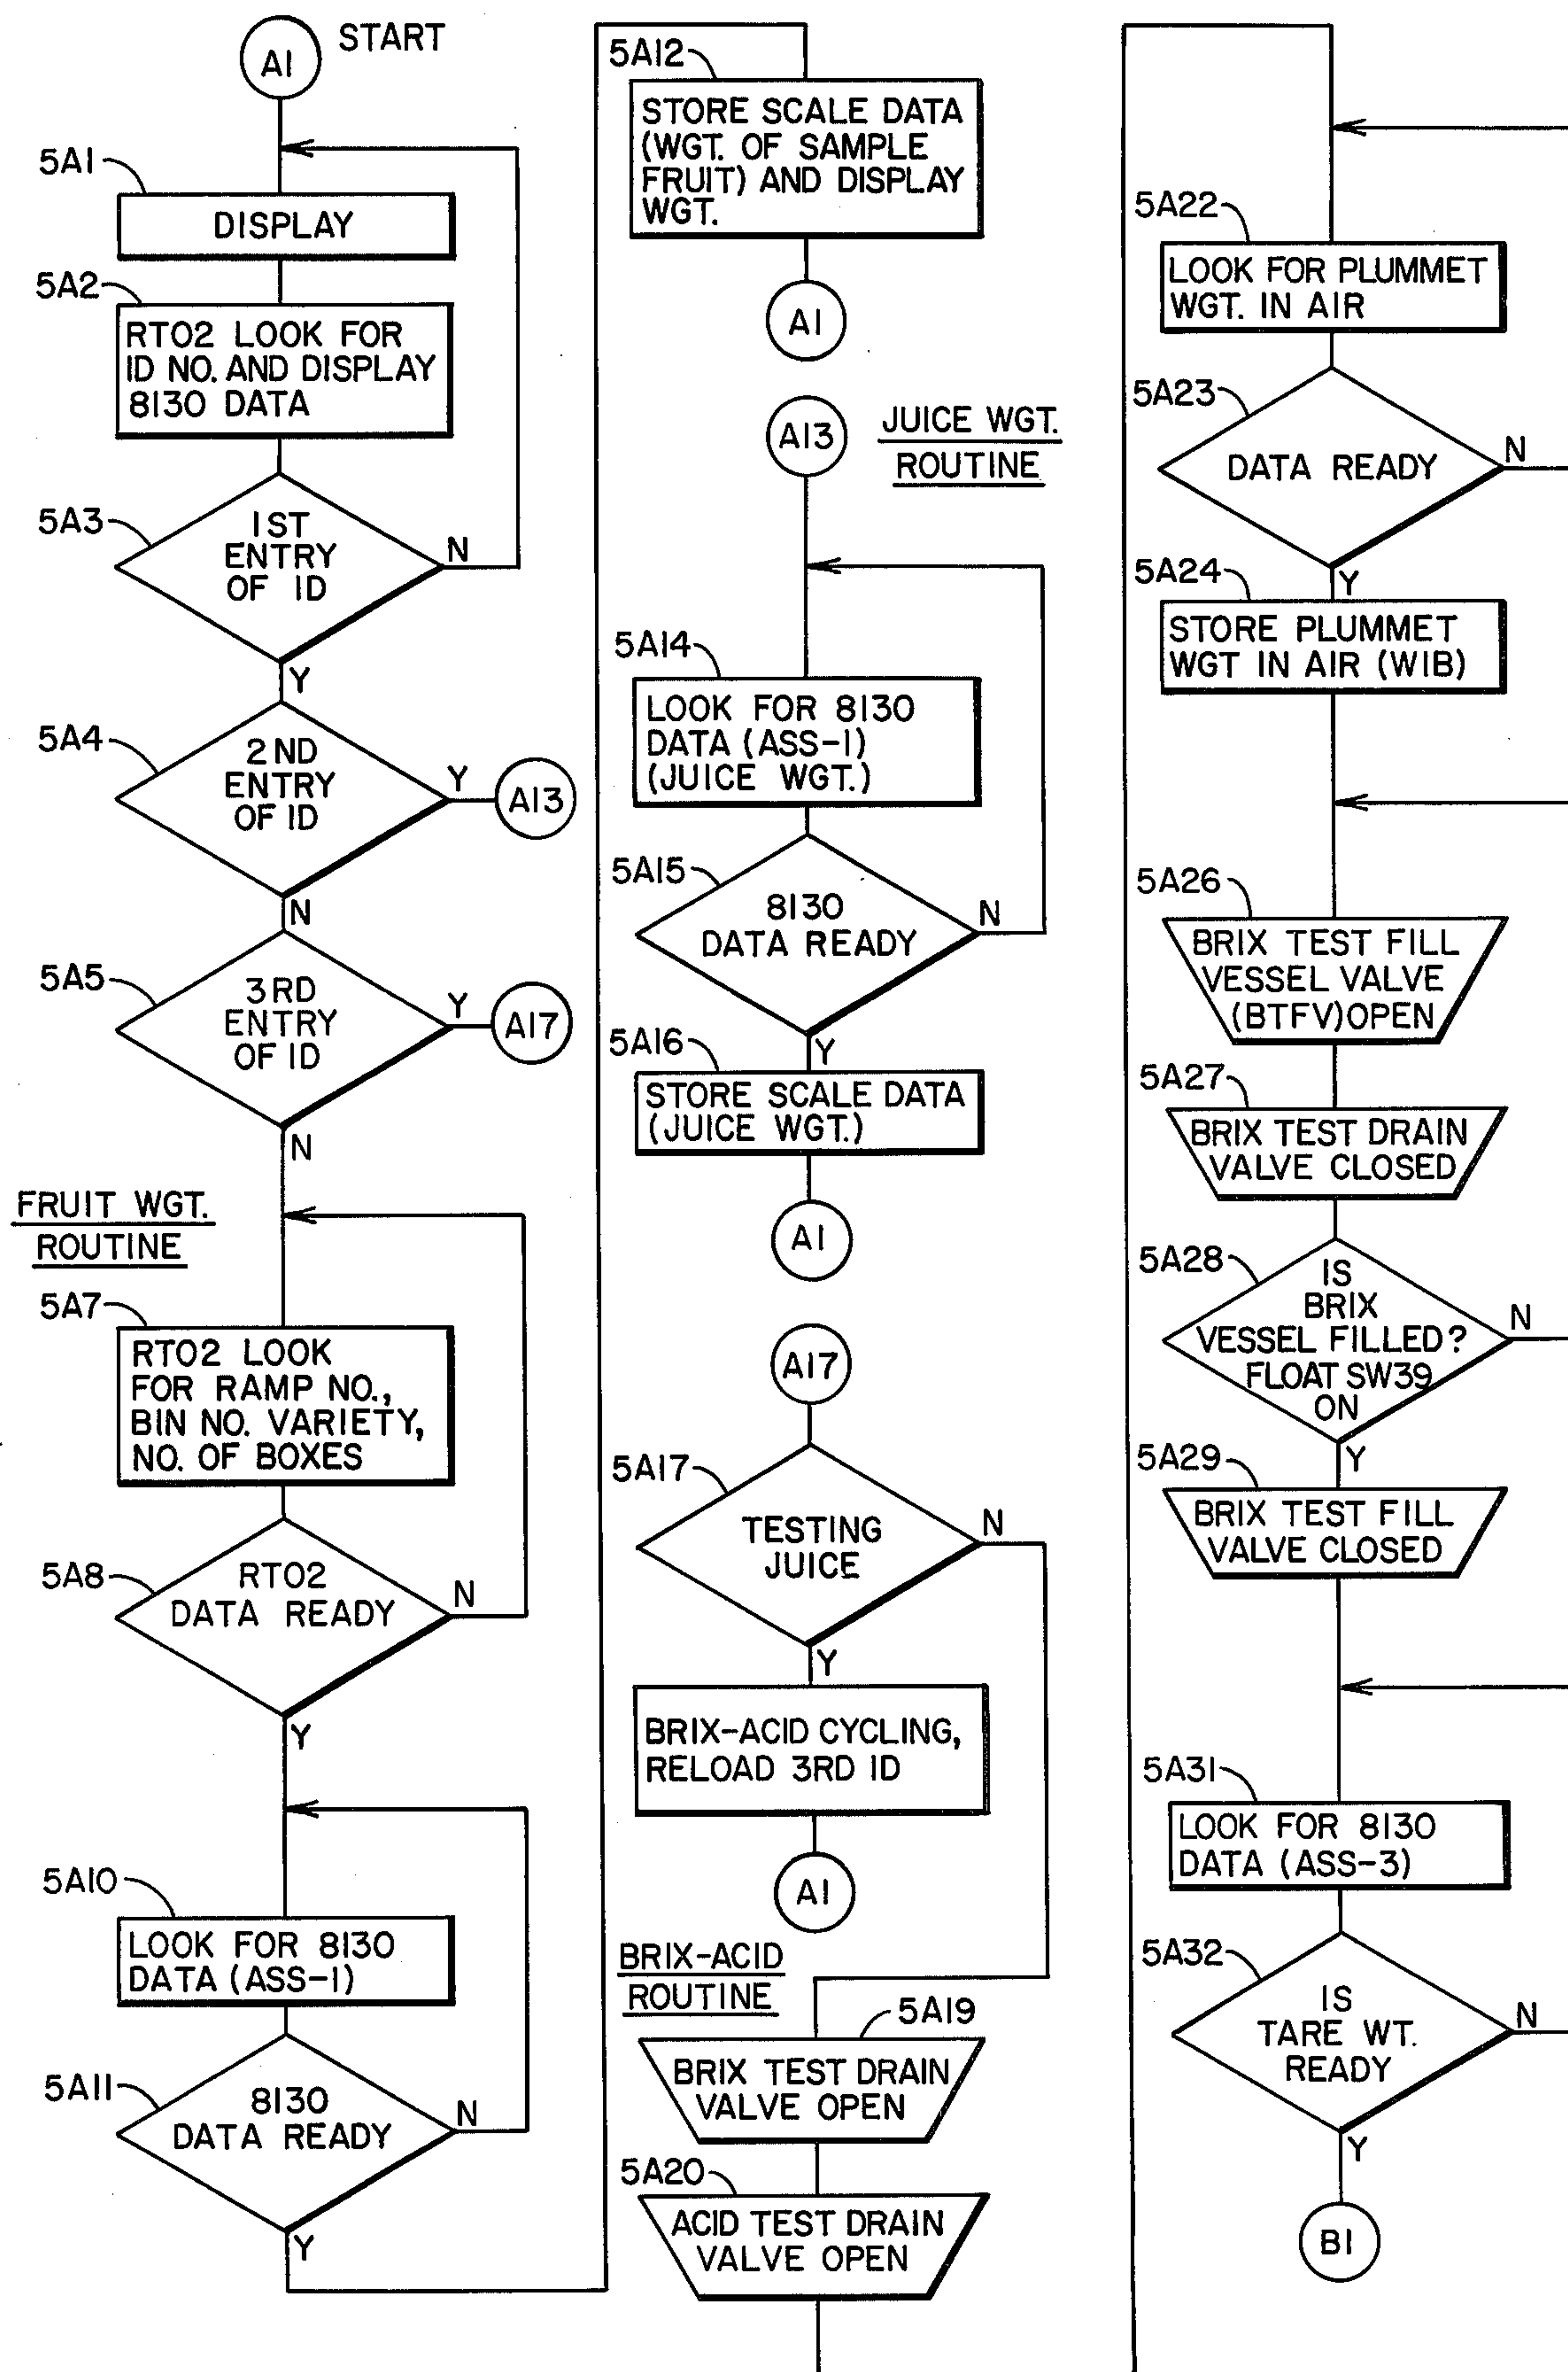 A1
START
5A1
DISPLAY
5A2
RT02 LOOK FOR
ID NO. AND DISPLAY
8130 DATA
5A3
1ST
ENTRY
OF ID
N
Y
5A4
2ND
ENTRY
OF ID
Y
A13
N
5A5
3RD
ENTRY
OF ID
Y
A17
N
FRUIT WGT.
ROUTINE
5A7
RT02 LOOK
FOR RAMP NO.,
BIN NO. VARIETY,
NO. OF BOXES
5A8
RT02
DATA READY
N
Y
5A10
LOOK FOR 8130
DATA (ASS-1)
5A11
8130
DATA READY
N
Y
5A12
STORE SCALE DATA
(WGT. OF SAMPLE
FRUIT) AND DISPLAY
WGT.
A1
A13
JUICE WGT.
ROUTINE
5A14
LOOK FOR 8130
DATA (ASS-1)
(JUICE WGT.)
5A15
8130
DATA READY
N
Y
5A16
STORE SCALE DATA
(JUICE WGT.)
A1
A17
5A17
TESTING
JUICE
N
Y
BRIX-ACID CYCLING,
RELOAD 3RD ID
A1
BRIX-ACID
ROUTINE
5A19
BRIX TEST DRAIN
VALVE OPEN
5A20
ACID TEST DRAIN
VALVE OPEN
5A22
LOOK FOR PLUMMET
WGT. IN AIR
5A23
DATA READY
N
Y
5A24
STORE PLUMMET
WGT IN AIR (WIB)
5A26
BRIX TEST FILL
VESSEL VALVE
(BTFV)OPEN
5A27
BRIX TEST DRAIN
VALVE CLOSED
5A28
IS
BRIX
VESSEL FILLED?
FLOAT SW39
ON
N
Y
5A29
BRIX TEST FILL
VALVE CLOSED
5A31
LOOK FOR 8130
DATA (ASS-3)
5A32
IS
TARE WT.
READY
N
Y
B1